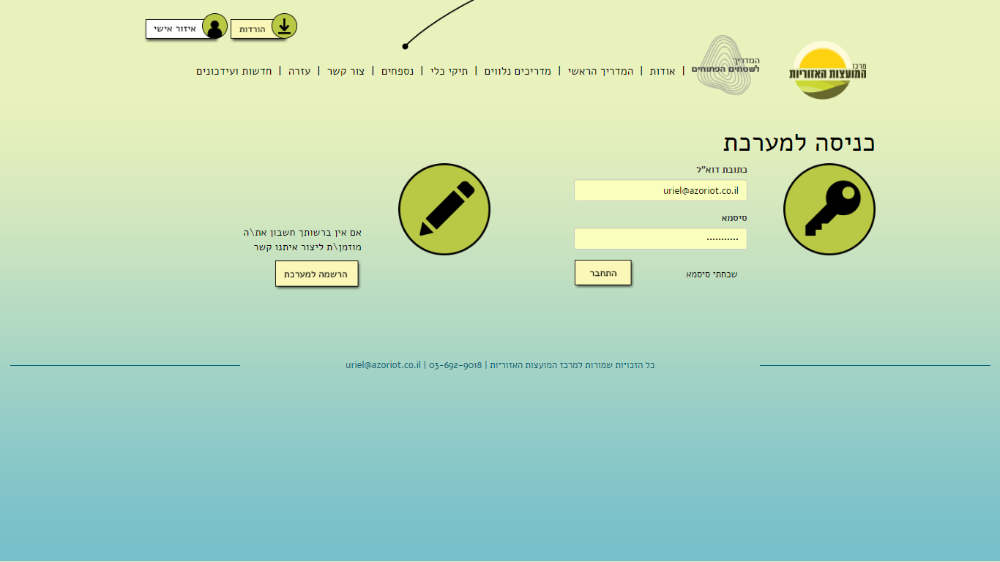 הורדות
איזור אישי
מרכז
המועצות האזוריות
המדריך
לשטחים הפתוחים
| אודות | המדריך הראשי | מדריכים נלווים | תיקי כלי | נספחים | צור קשר | עזרה | חדשות ועידכונים
כניסה למערכת
כתובת דוא"ל
uriel@azoriot.co.il
סיסמא
שכחתי סיסמא
התחבר
אם אין ברשותך חשבון את\ה
מוזמן\ת ליצור איתנו קשר
הרשמה למערכת
כל הזכויות שמורות למרכז המועצות האזוריות | 03-692-9018 | uriel@azoriot.co.il